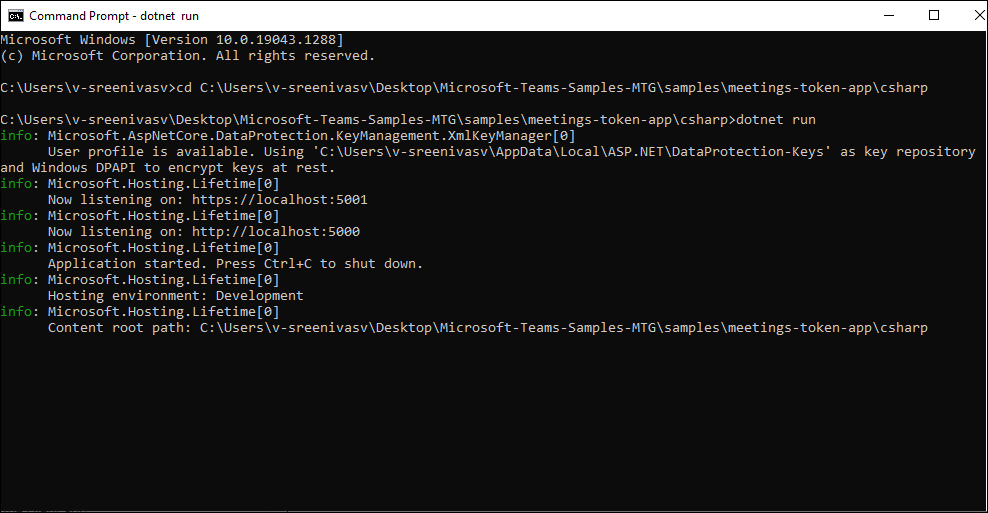 Command Prompt - dotnet run
Microsoft Windows [Version 10.0.19043.1288]
(c) Microsoft Corporation. All rights reserved.
C:\Users\v-sreenivasv>cd C:\Users\v-sreenivasv\Desktop\Microsoft-Teams-Samples-MTG\samples\meetings-token-app\csharp
C:\Users\v-sreenivasv\Desktop\Microsoft-Teams-Samples-MTG\samples\meetings-token-app\csharp>dotnet run
info: Microsoft.AspNetCore.DataProtection.KeyManagement.XmlKeyManager[0]
User profile is available. Using 'C:\Users\v-sreenivasv\AppData\Local\ASP.NET\DataProtection-Keys' as key repository
and Windows DPAPI to encrypt keys at rest.
info: Microsoft.Hosting.Lifetime[0]
Now listening on: https://localhost:5001
info: Microsoft.Hosting.Lifetime[0]
Now listening on: http://localhost:5000
info: Microsoft.Hosting.Lifetime[0]
Application started. Press Ctrl+C to shut down.
info: Microsoft.Hosting.Lifetime[0]
Hosting environment: Development
info: Microsoft.Hosting.Lifetime[0]
Content root path: C:\Users\v-sreenivasv\Desktop\Microsoft-Teams-Samples-MTG\samples\meetings-token-app\csharp